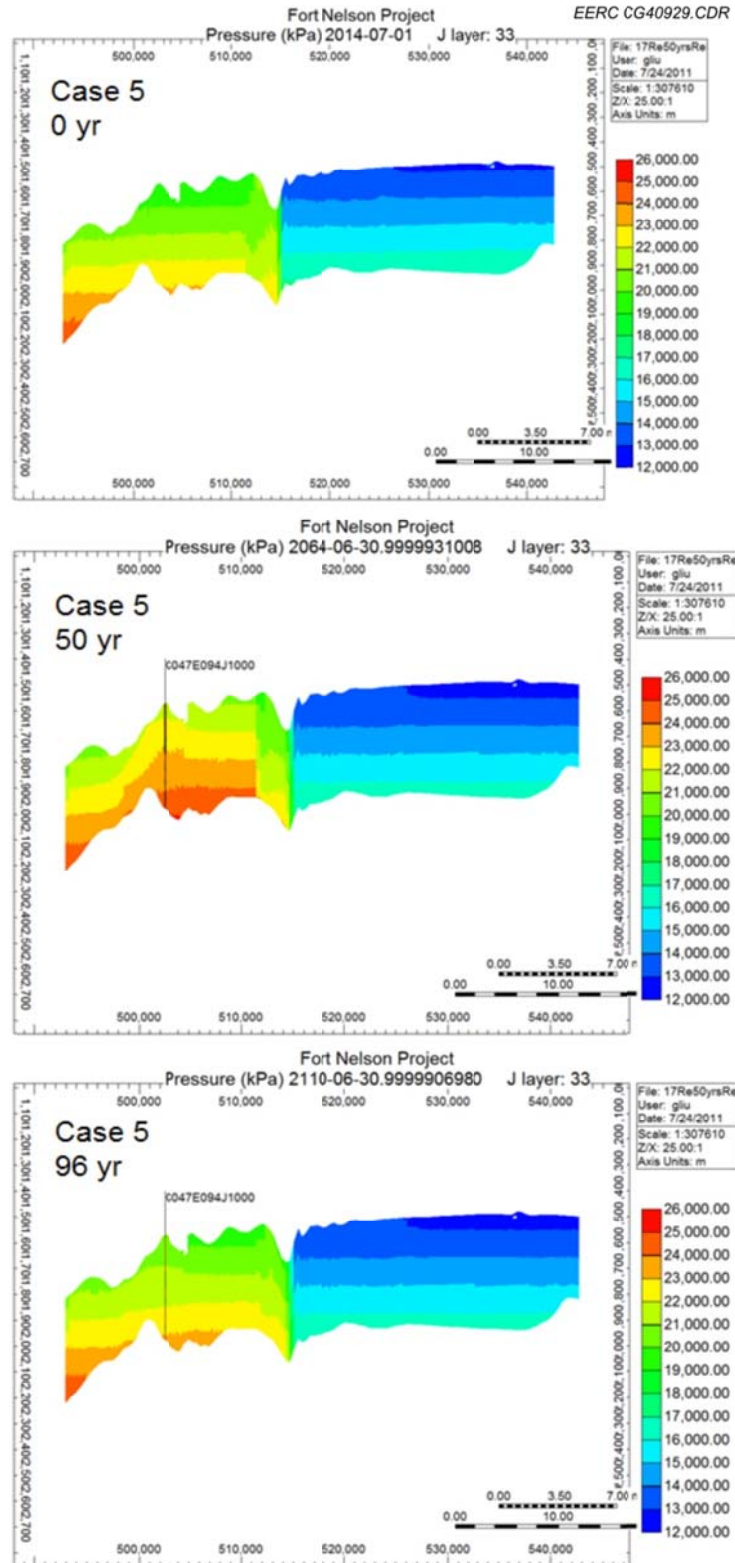 EERC CG40929.CDR
Fort Nelson Project
Pressure (kPa) 2014-07-01 J layer: 33
500,000 510,000 520,000 530,000 540,000
File: 17Re50yrsRe
User: gliu
Date: 7/24/2011
Scale: 1:307610
Z/X: 25.00:1
Axis Units: m
Case 5
0 yr
26,000.00
25,000.00
24,000.00
23,000.00
22,000.00
21,000.00
20,000.00
19,000.00
18,000.00
17,000.00
16,000.00
15,000.00
14,000.00
13,000.00
12,000.00
0.00 3.50 7.00
0.00 10.00
500,000 510,000 520,000 530,000 540,000
Fort Nelson Project
Pressure (kPa) 2064-06-30.9999931008 J layer: 33
500,000 510,000 520,000 530,000 540,000
File: 17Re50yrsRe
User: gliu
Date: 7/24/2011
Scale: 1:307610
Z/X: 25.00:1
Axis Units: m
Case 5
50 yr
C047E094J1000
26,000.00
25,000.00
24,000.00
23,000.00
22,000.00
21,000.00
20,000.00
19,000.00
18,000.00
17,000.00
16,000.00
15,000.00
14,000.00
13,000.00
12,000.00
0.00 3.50 7.00
0.00 10.00
500,000 510,000 520,000 530,000 540,000
Fort Nelson Project
Pressure (kPa) 2110-06-30.9999906980 J layer: 33
500,000 510,000 520,000 530,000 540,000
File: 17Re50yrsRe
User: gliu
Date: 7/24/2011
Scale: 1:307610
Z/X: 25.00:1
Axis Units: m
Case 5
96 yr
C047E094J1000
26,000.00
25,000.00
24,000.00
23,000.00
22,000.00
21,000.00
20,000.00
19,000.00
18,000.00
17,000.00
16,000.00
15,000.00
14,000.00
13,000.00
12,000.00
0.00 3.50 7.00
0.00 10.00
500,000 510,000 520,000 530,000 540,000